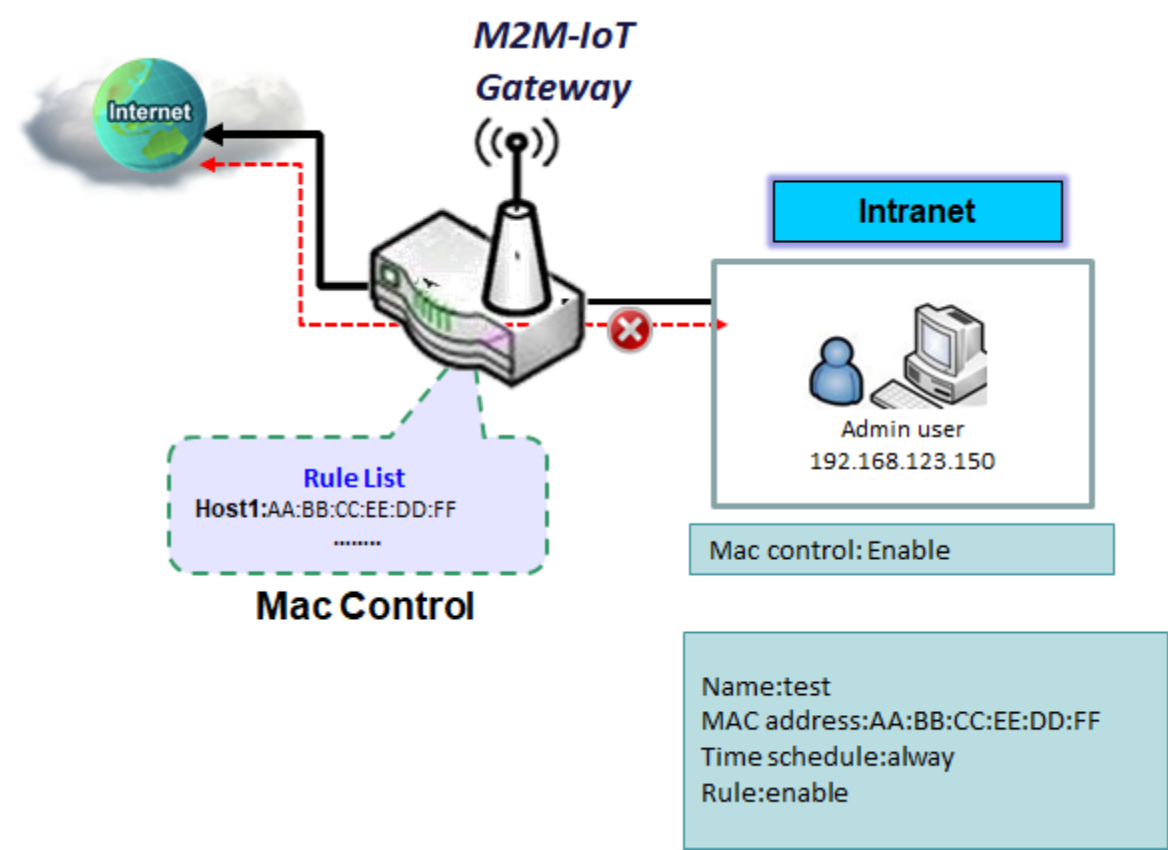 M2M-IoT
Gateway
Internet
Intranet
Admin user
192.168.123.150
Rule List
Host1:AA:BB:CC:EE:DD:FF
........
Mac Control
Mac control: Enable
Name:test
MAC address:AA:BB:CC:EE:DD:FF
Time schedule:alway
Rule:enable